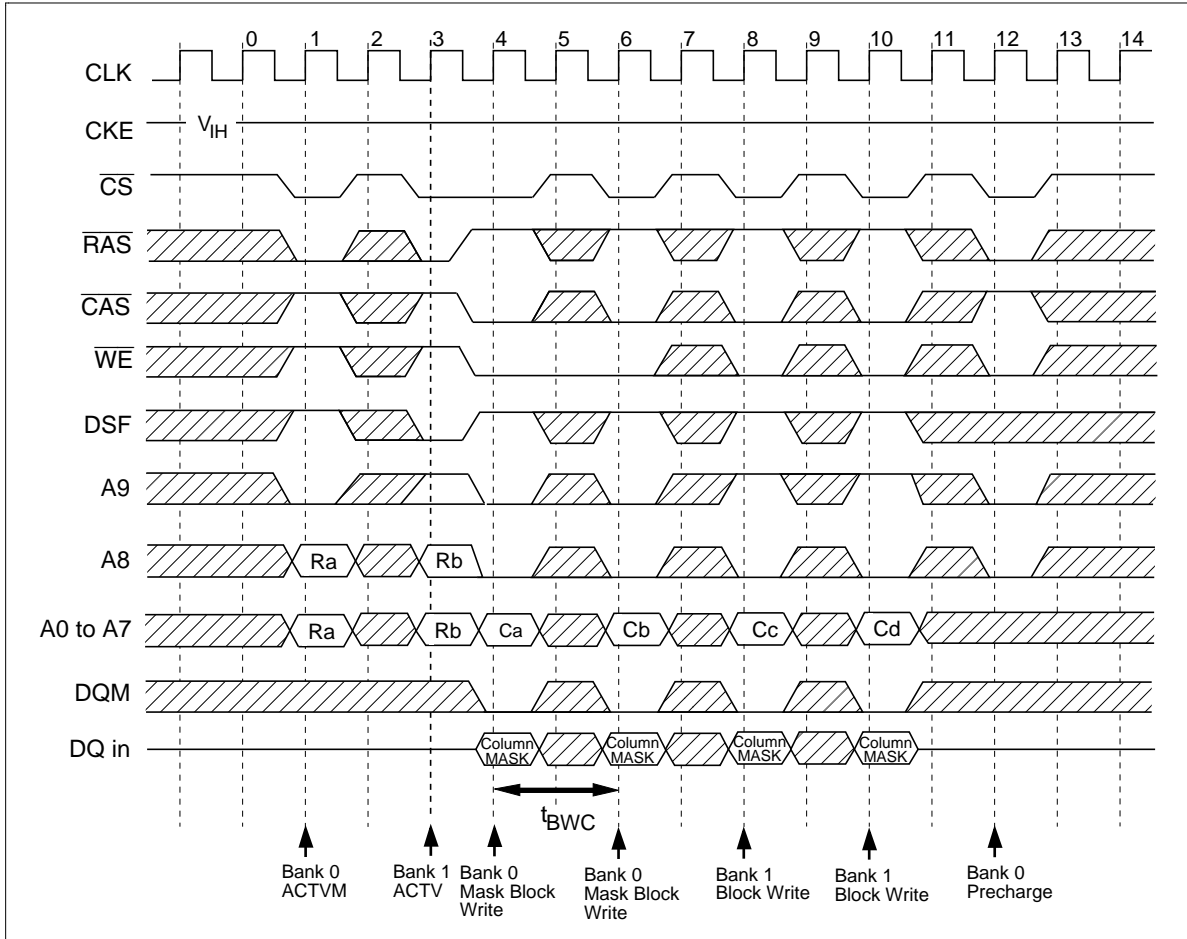 0 1 2 3 4 5 6 7 8 9 10 11 12 13 14
CLK
CKE VIH
CS
RAS
CAS
WE
DSF
A9
A8 Ra Rb
A0 to A7 Ra Rb Ca Cb Cc Cd
DQM
DQ in Column MASK Column MASK Column MASK Column MASK
tBWC
Bank 0 ACTVM
Bank 1 ACTV
Bank 0 Mask Block Write
Bank 0 Mask Block Write
Bank 1 Block Write
Bank 1 Block Write
Bank 0 Precharge